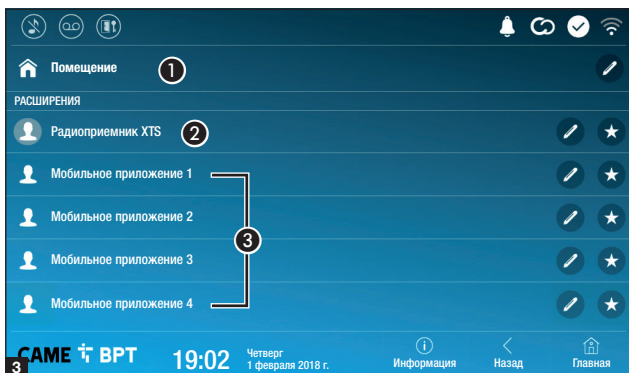 Помещение
1
РАСШИРЕНИЯ
Радиоприемник XTS
2
Мобильное приложение 1
Мобильное приложение 2
3
Мобильное приложение 3
Мобильное приложение 4
CAME BPT
19:02
Четверг
1 февраля 2018 г.
Информация
Назад
Главная
3